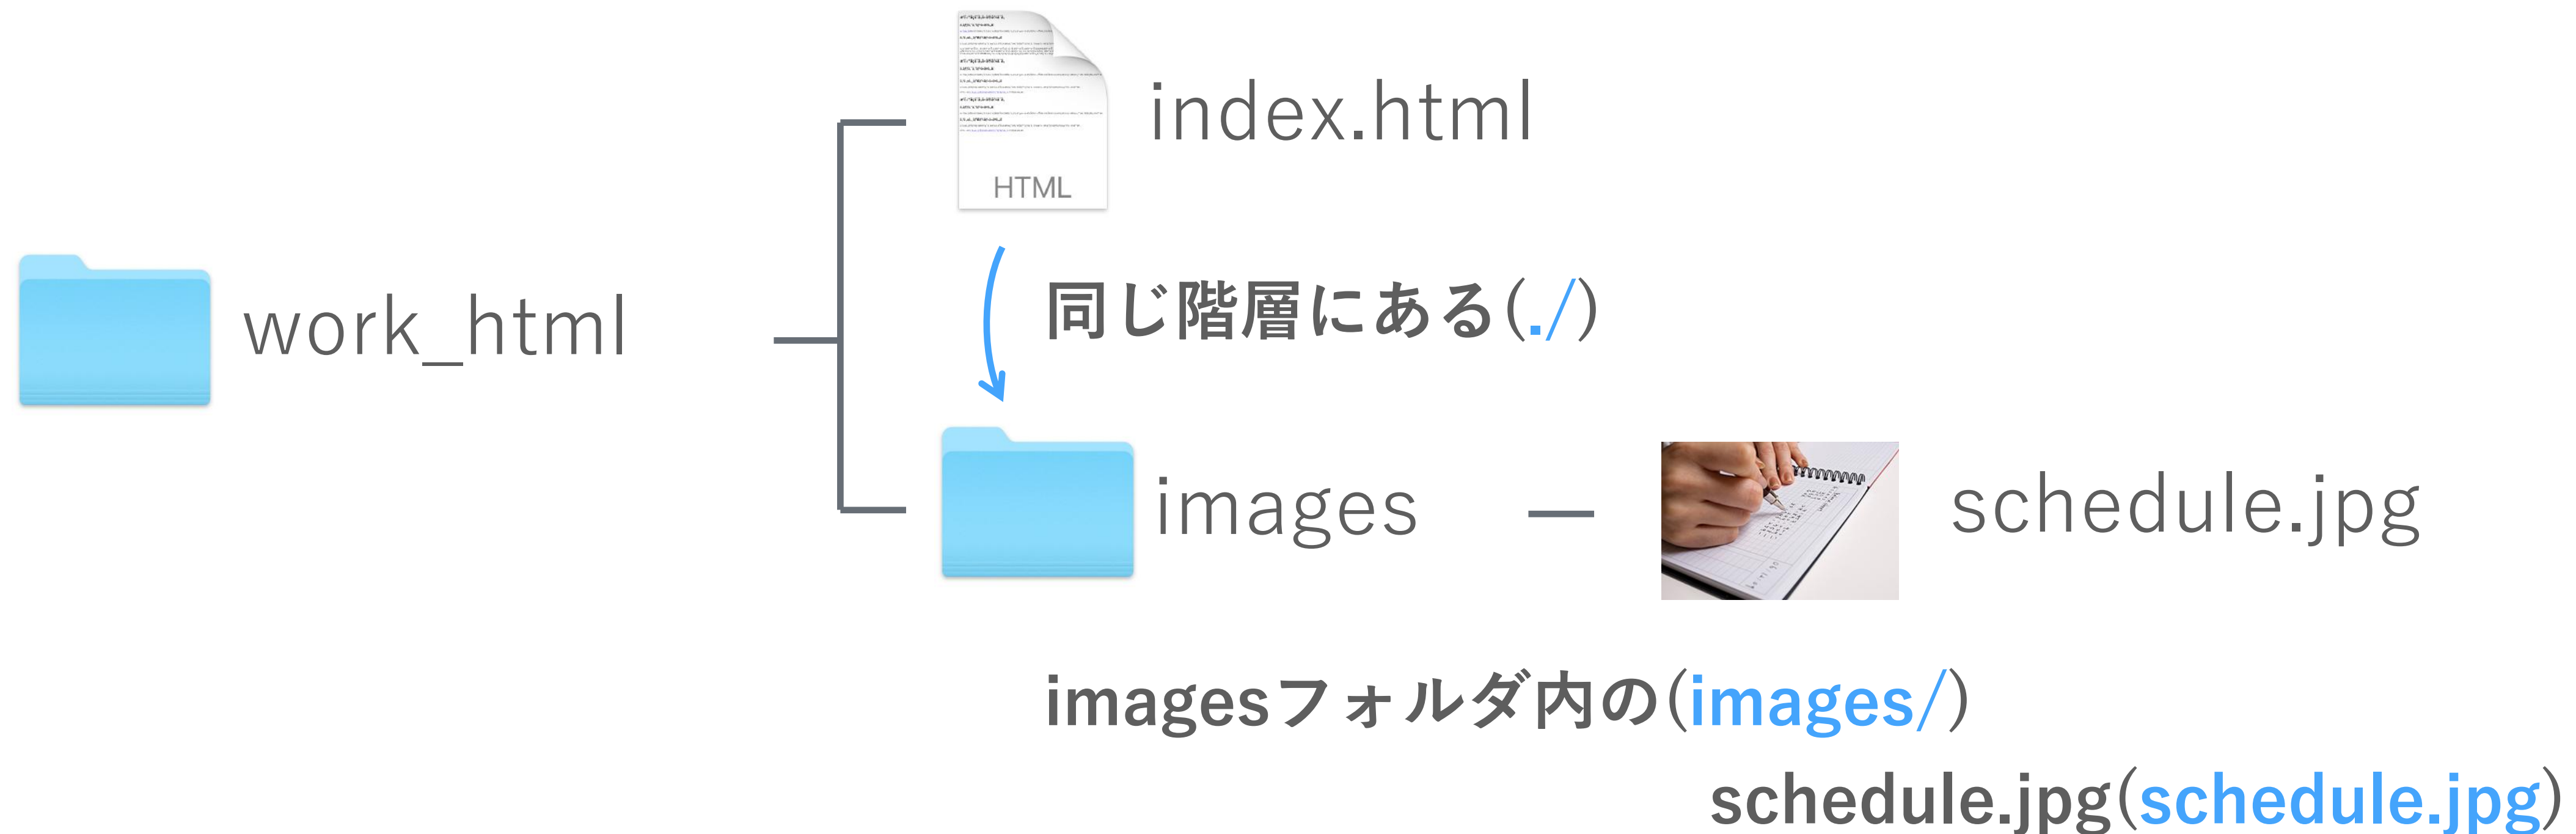 index.html
HTML
同じ階層にある(./)
work_html
images
schedule.jpg
imagesフォルダ内の(images/)
schedule.jpg(schedule.jpg)